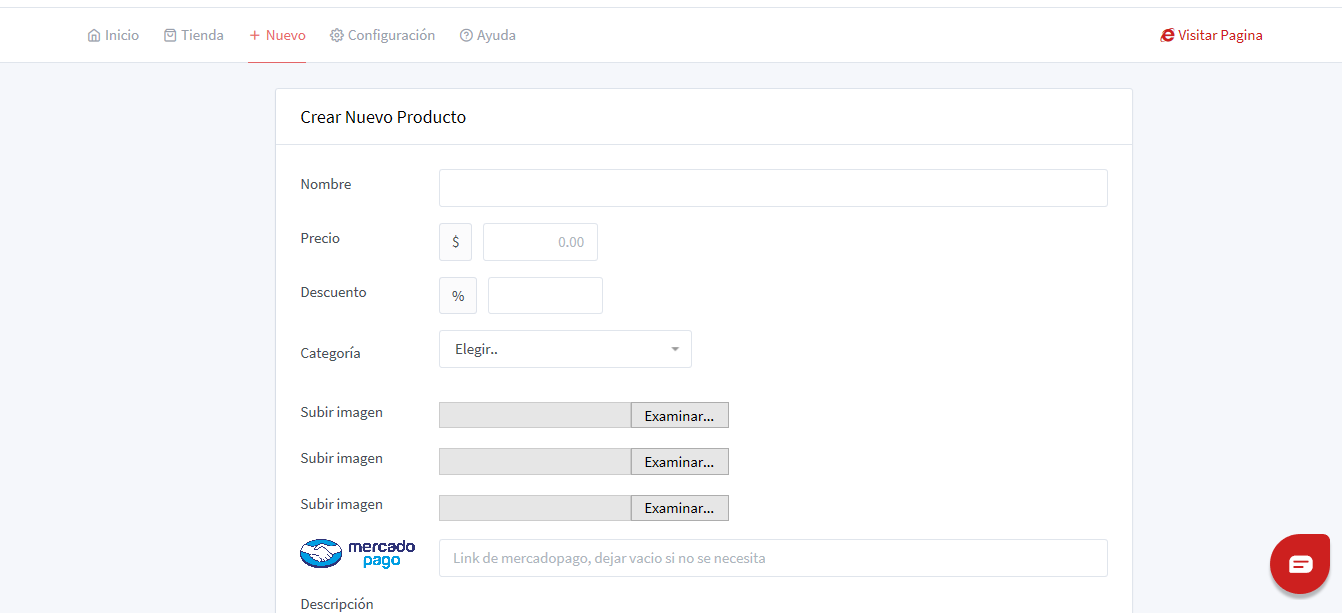 Inicio Tienda + Nuevo Configuración Ayuda Visitar Pagina
Crear Nuevo Producto
Nombre
Precio $ 0.00
Descuento %
Categoría Elegir..
Subir imagen Examinar...
Subir imagen Examinar...
Subir imagen Examinar...
mercado
pago
Link de mercadopago, dejar vacio si no se necesita
Descripción